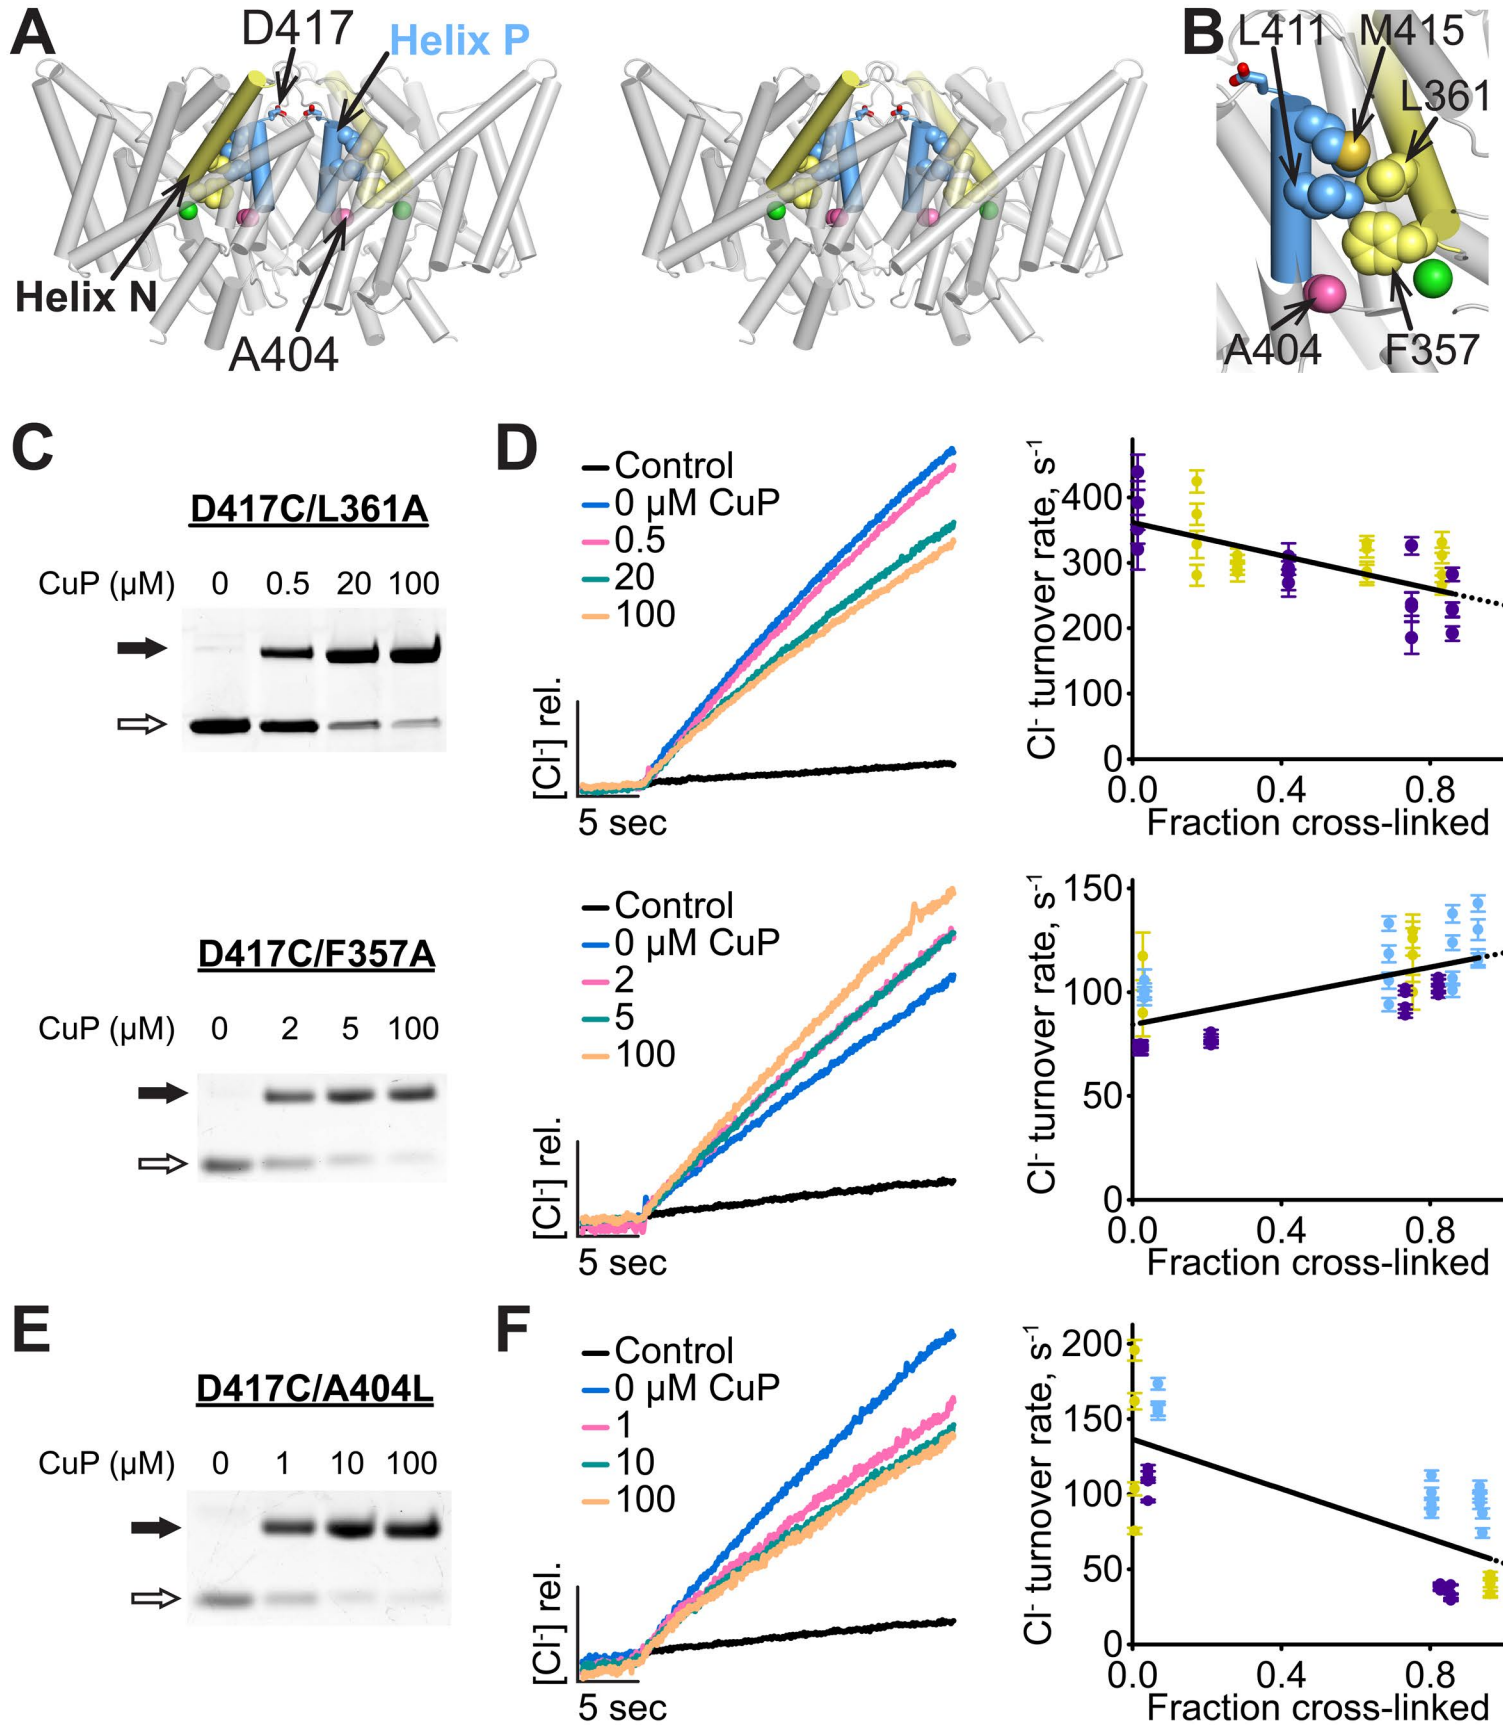 A
D417
Helix P
Helix N
A404
B
L411 M415
L361
A404 F357
C
D417C/L361A
CuP (µM) 0 0.5 20 100
D417C/F357A
CuP (µM) 0 2 5 100
D
Control
0 µM CuP
0.5
20
100
[Cl-] rel.
5 sec
Cl- turnover rate, s-1
400
300
200
100
0
0.0 0.4 0.8
Fraction cross-linked
Control
0 µM CuP
2
5
100
[Cl-] rel.
5 sec
Cl- turnover rate, s-1
150
100
50
0
0.0 0.4 0.8
Fraction cross-linked
E
D417C/A404L
CuP (µM) 0 1 10 100
F
Control
0 µM CuP
1
10
100
[Cl-] rel.
5 sec
Cl- turnover rate, s-1
200
150
100
50
0
0.0 0.4 0.8
Fraction cross-linked